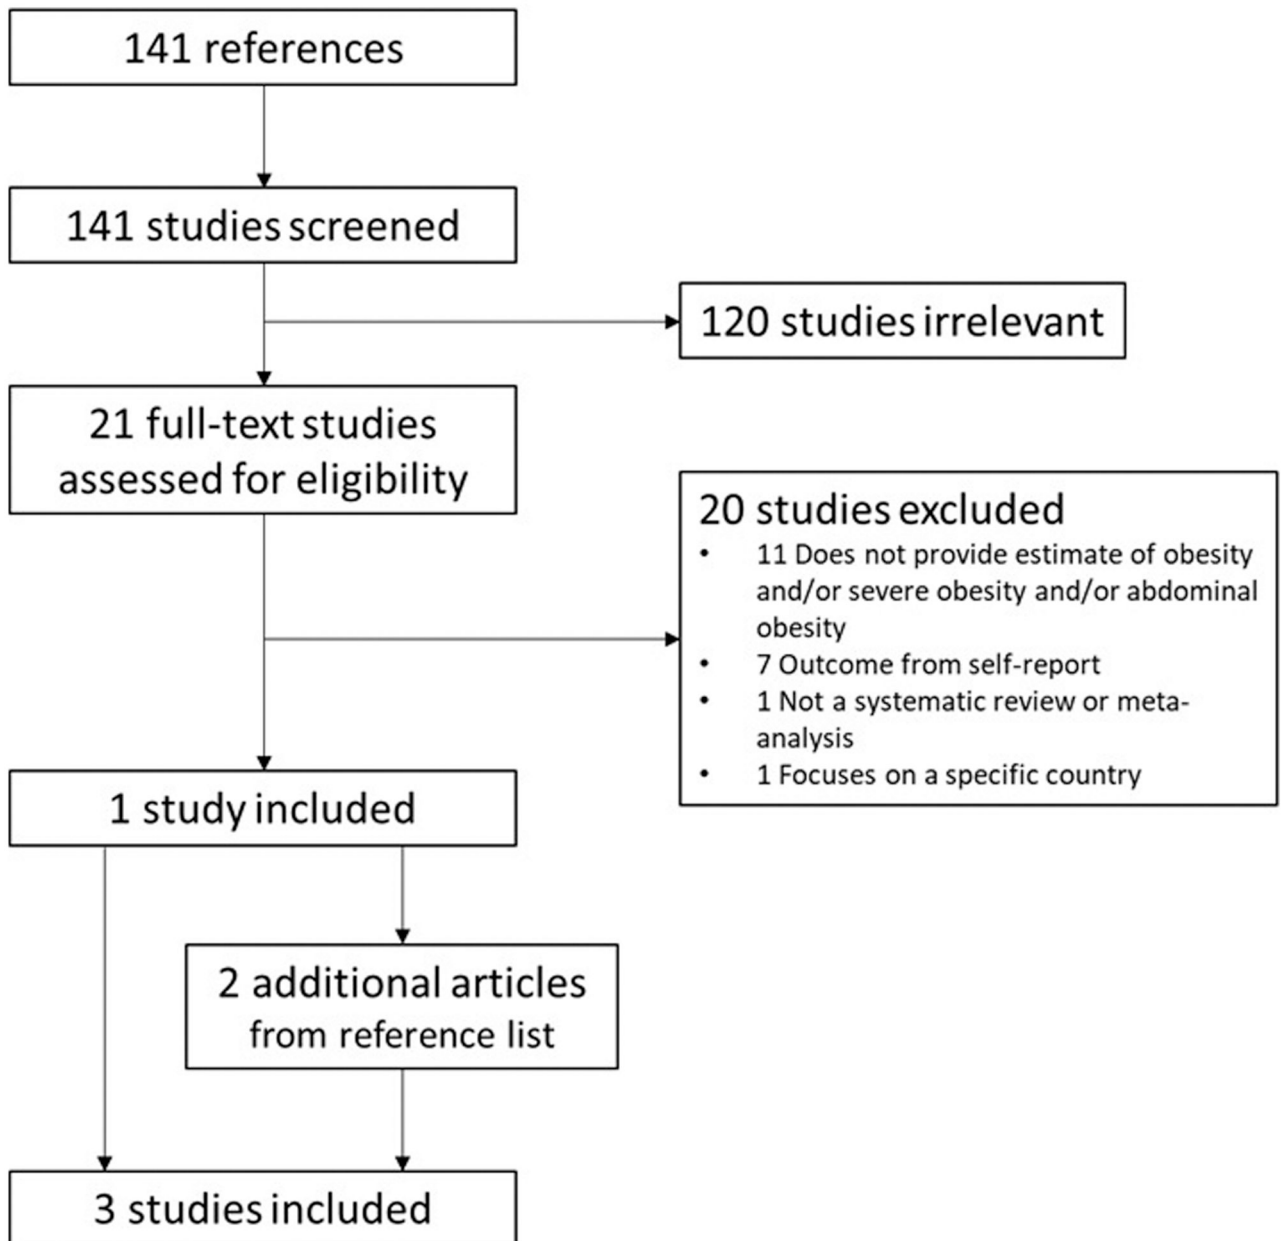 141 references
141 studies screened
120 studies irrelevant
21 full-text studies
assessed for eligibility
20 studies excluded
• 11 Does not provide estimate of obesity
and/or severe obesity and/or abdominal
obesity
• 7 Outcome from self-report
• 1 Not a systematic review or meta-
analysis
• 1 Focuses on a specific country
1 study included
2 additional articles
from reference list
3 studies included